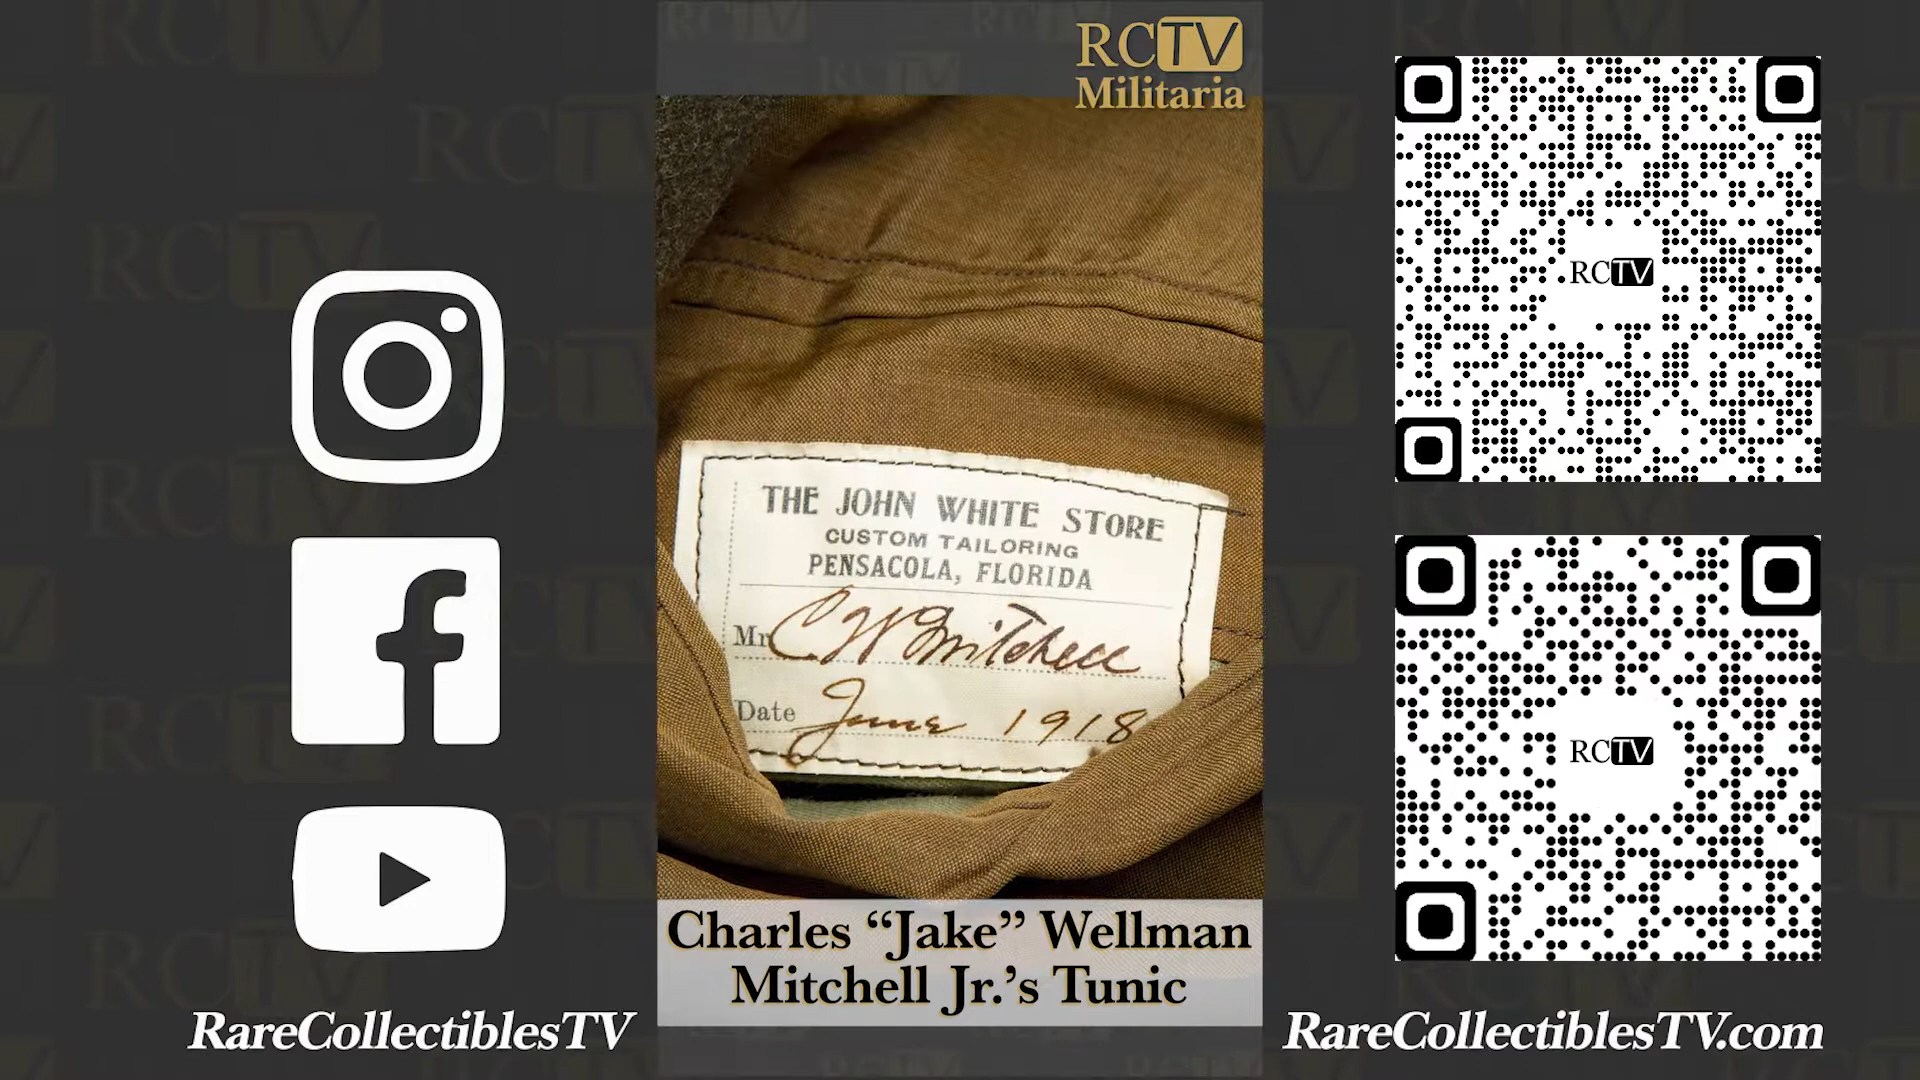 RCTV
Militaria
THE JOHN WHITE STORE
CUSTOM TAILORING
PENSACOLA, FLORIDA
Mr C W Mitchell
Date June 1918
Charles “Jake” Wellman
Mitchell Jr.’s Tunic
RareCollectiblesTV
RCTV
RCTV
RareCollectiblesTV.com